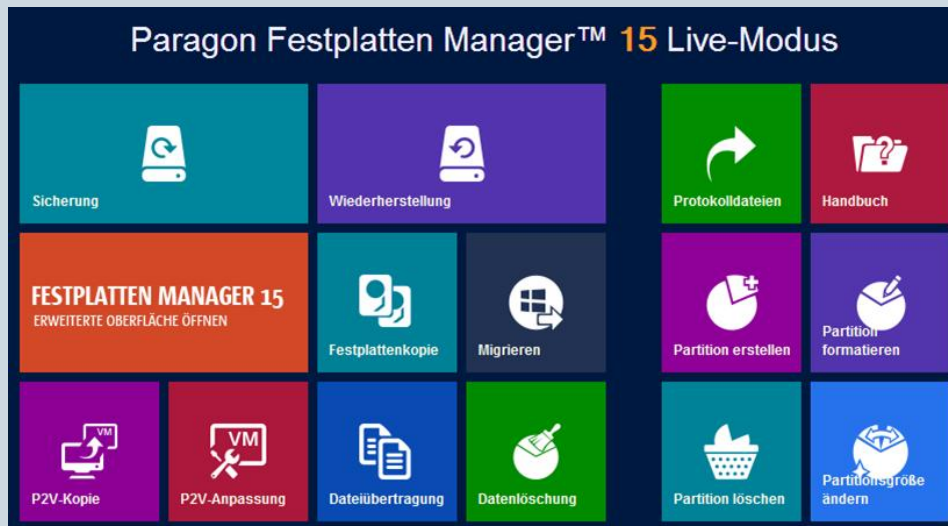 Paragon Festplatten Manager™ 15 Live-Modus
Sicherung
Wiederherstellung
Protokolldateien
Handbuch
FESTPLATTEN MANAGER 15
ERWEITERTE OBERFLÄCHE ÖFFNEN
Festplattenkopie
Migrieren
Partition erstellen
Partition
formatieren
VM
P2V-Kopie
VM
P2V-Anpassung
Dateiübertragung
Datenlöschung
Partition löschen
Partitionsgröße
ändern